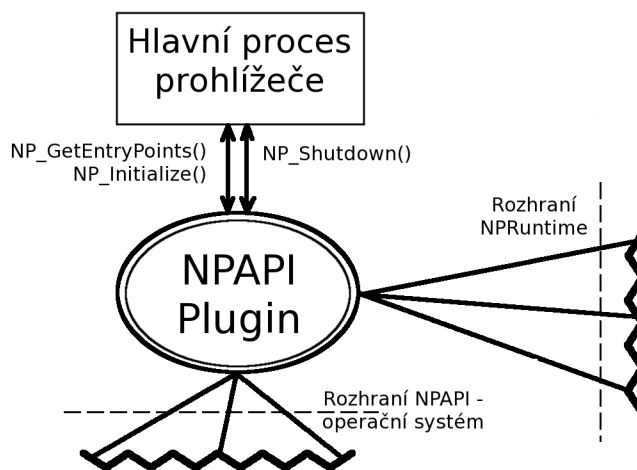 Hlavní proces
prohlížeče
NP_GetEntryPoints()
NP_Initialize()
NP_Shutdown()
Rozhraní
NPRuntime
NPAPI
Plugin
Rozhraní NPAPI -
operační systém